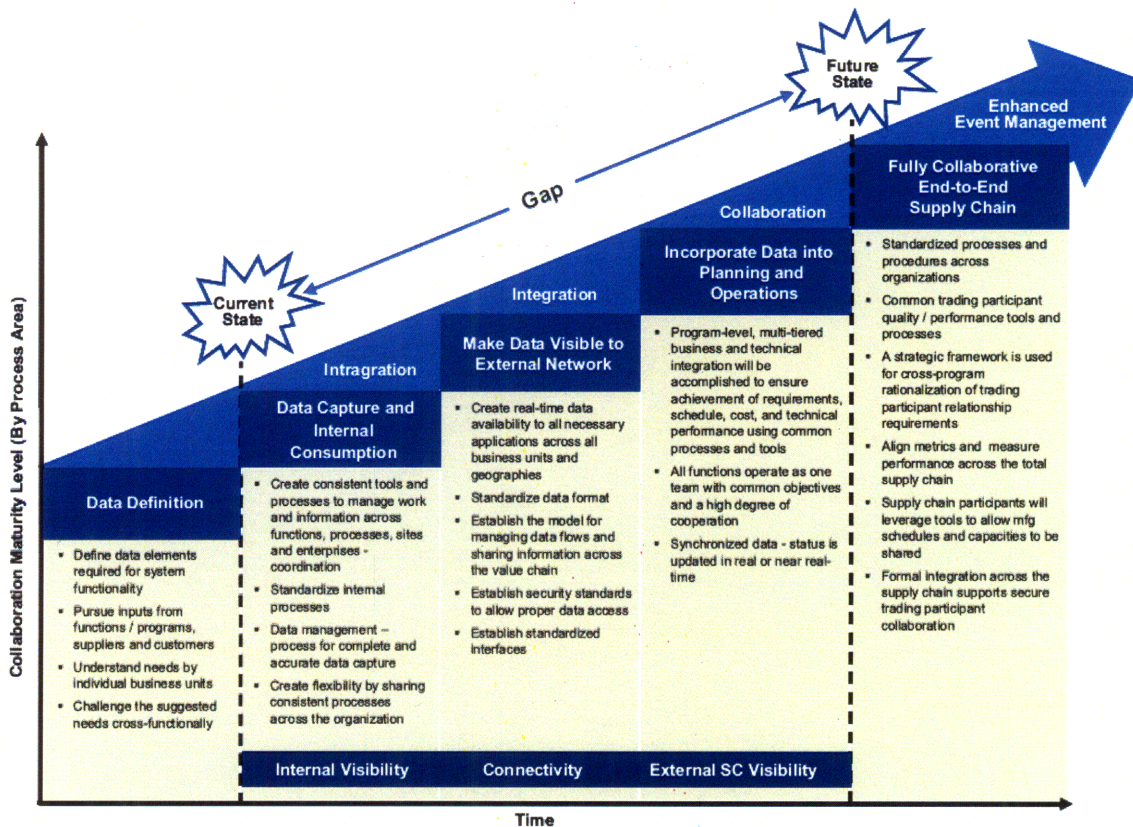 Future
State
Enhanced
Event Management
Gap
Current
State
Collaboration Maturity Level (By Process Area)
Data Definition
▪ Define data elements
required for system
functionality
▪ Pursue inputs from
functions / programs,
suppliers and customers
▪ Understand needs by
individual business units
▪ Challenge the suggested
needs cross-functionally
Intragration
Data Capture and
Internal
Consumption
▪ Create consistent tools and
processes to manage work
and information across
functions, processes, sites
and enterprises -
coordination
▪ Standardize internal
processes
▪ Data management –
process for complete and
accurate data capture
▪ Create flexibility by sharing
consistent processes
across the organization
Internal Visibility
Integration
Make Data Visible to
External Network
▪ Create real-time data
availability to all necessary
applications across all
business units and
geographies
▪ Standardize data format
▪ Establish the model for
managing data flows and
sharing information across
the value chain
▪ Establish security standards
to allow proper data access
▪ Establish standardized
interfaces
Connectivity
Collaboration
Incorporate Data into
Planning and
Operations
▪ Program-level, multi-tiered
business and technical
integration will be
accomplished to ensure
achievement of requirements,
schedule, cost, and technical
performance using common
processes and tools
▪ All functions operate as one
team with common objectives
and a high degree of
cooperation
▪ Synchronized data - status is
updated in real or near real-
time
External SC Visibility
Fully Collaborative
End-to-End
Supply Chain
▪ Standardized processes and
procedures across
organizations
▪ Common trading participant
quality / performance tools and
processes
▪ A strategic framework is used
for cross-program
rationalization of trading
participant relationship
requirements
▪ Align metrics and measure
performance across the total
supply chain
▪ Supply chain participants will
leverage tools to allow mfg
schedules and capacities to be
shared
▪ Formal integration across the
supply chain supports secure
trading participant
collaboration
Time